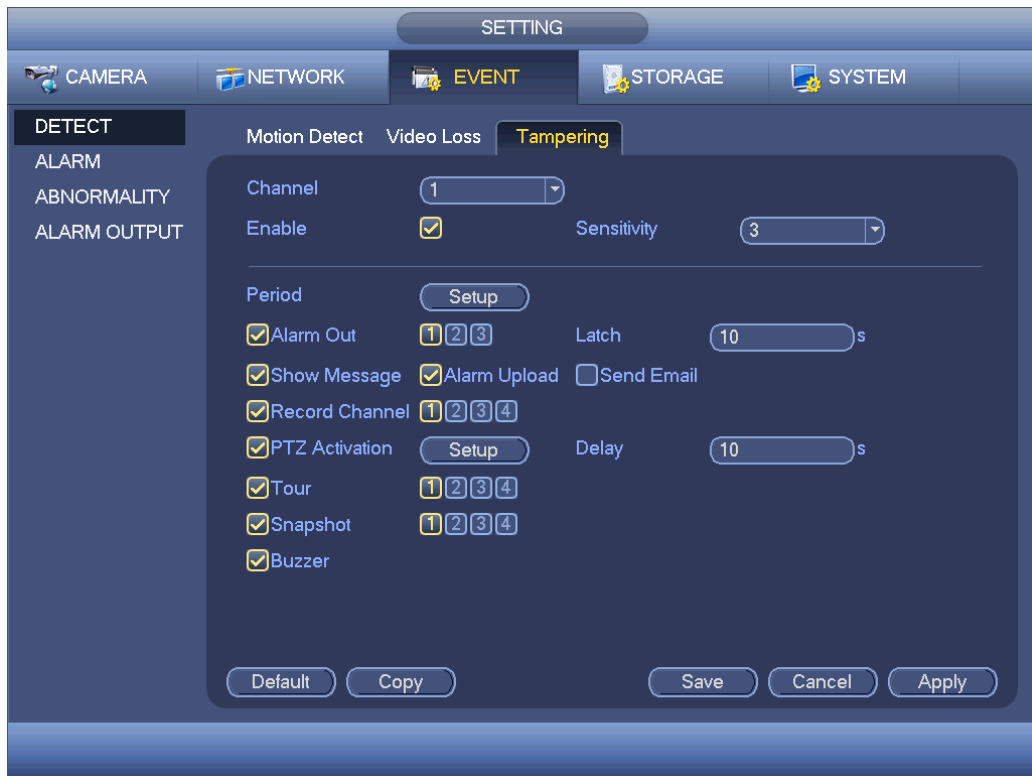 SETTING
CAMERA NETWORK EVENT STORAGE SYSTEM
DETECT
ALARM
ABNORMALITY
ALARM OUTPUT
Motion Detect Video Loss Tampering
Channel 1
Enable Sensitivity 3
Period Setup
Alarm Out 1 2 3 Latch 10 s
Show Message Alarm Upload Send Email
Record Channel 1 2 3 4
PTZ Activation Setup Delay 10 s
Tour 1 2 3 4
Snapshot 1 2 3 4
Buzzer
Default Copy Save Cancel Apply